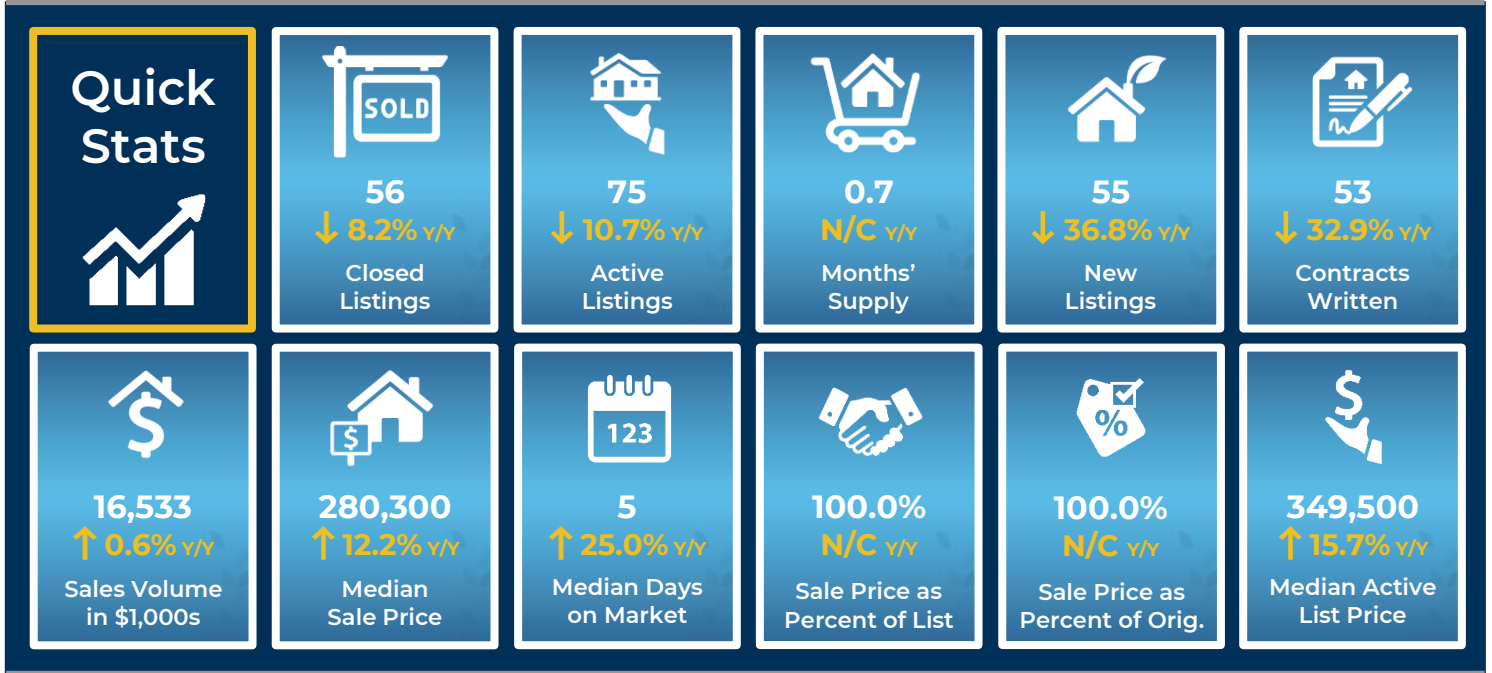 Quick
Stats
SOLD
56
↓ 8.2% Y/Y
Closed
Listings
75
↓ 10.7% Y/Y
Active
Listings
0.7
N/C Y/Y
Months’
Supply
55
↓ 36.8% Y/Y
New
Listings
53
↓ 32.9% Y/Y
Contracts
Written
$
16,533
↑ 0.6% Y/Y
Sales Volume
in $1,000s
$
280,300
↑ 12.2% Y/Y
Median
Sale Price
123
5
↑ 25.0% Y/Y
Median Days
on Market
100.0%
N/C Y/Y
Sale Price as
Percent of List
%
100.0%
N/C Y/Y
Sale Price as
Percent of Orig.
$
349,500
↑ 15.7% Y/Y
Median Active
List Price